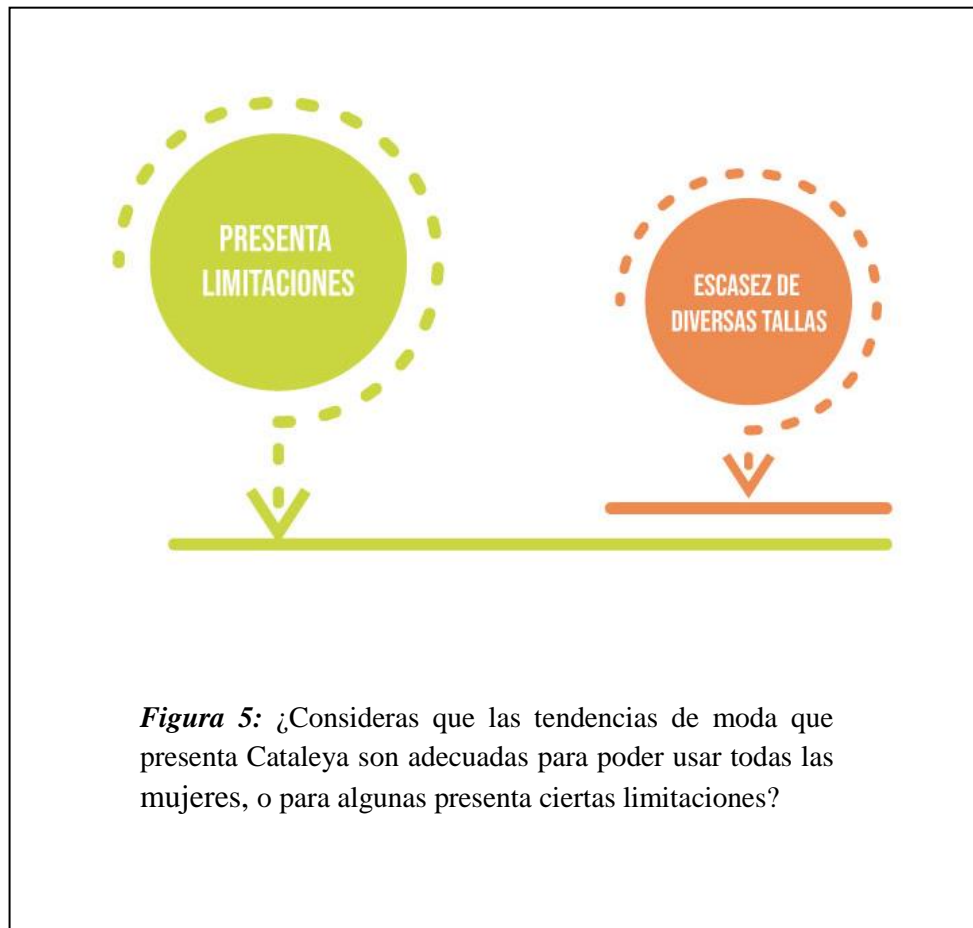 PRESENTA
LIMITACIONES
ESCASEZ DE
DIVERSAS TALLAS
Figura 5: ¿Consideras que las tendencias de moda que
presenta Cataleya son adecuadas para poder usar todas las
mujeres, o para algunas presenta ciertas limitaciones?